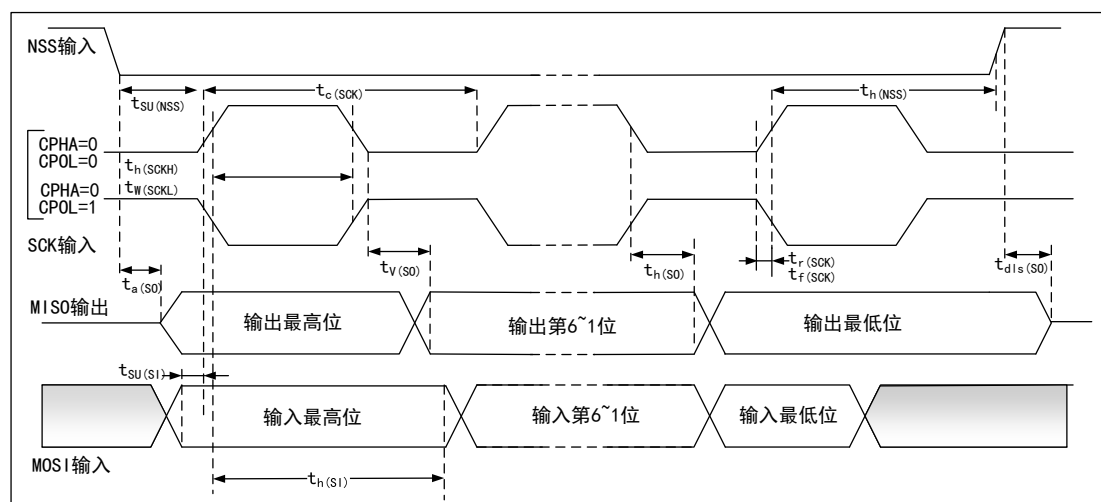 NSS输入
tSU(NSS)
tc(SCK)
th(NSS)
CPHA=0
CPOL=0
th(SCKH)
CPHA=0
CPOL=1
tW(SCKL)
SCK输入
ta(SO)
tV(SO)
th(SO)
tr(SCK)
tf(SCK)
tdls(SO)
MISO输出
输出最高位
输出第6~1位
输出最低位
tSU(SI)
输入最高位
输入第6~1位
输入最低位
MOSI输入
th(SI)